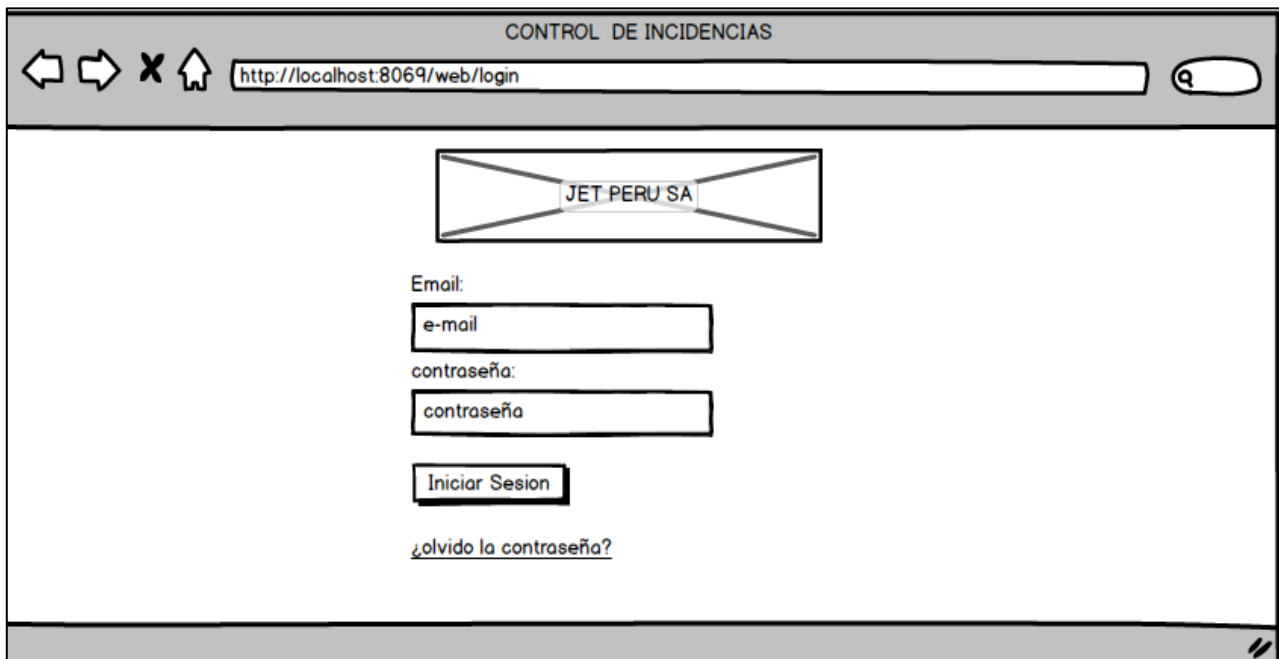 CONTROL DE INCIDENCIAS
http://localhost:8069/web/login
JET PERU SA
Email:
e-mail
contraseña:
contraseña
Iniciar Sesion
¿olvido la contraseña?